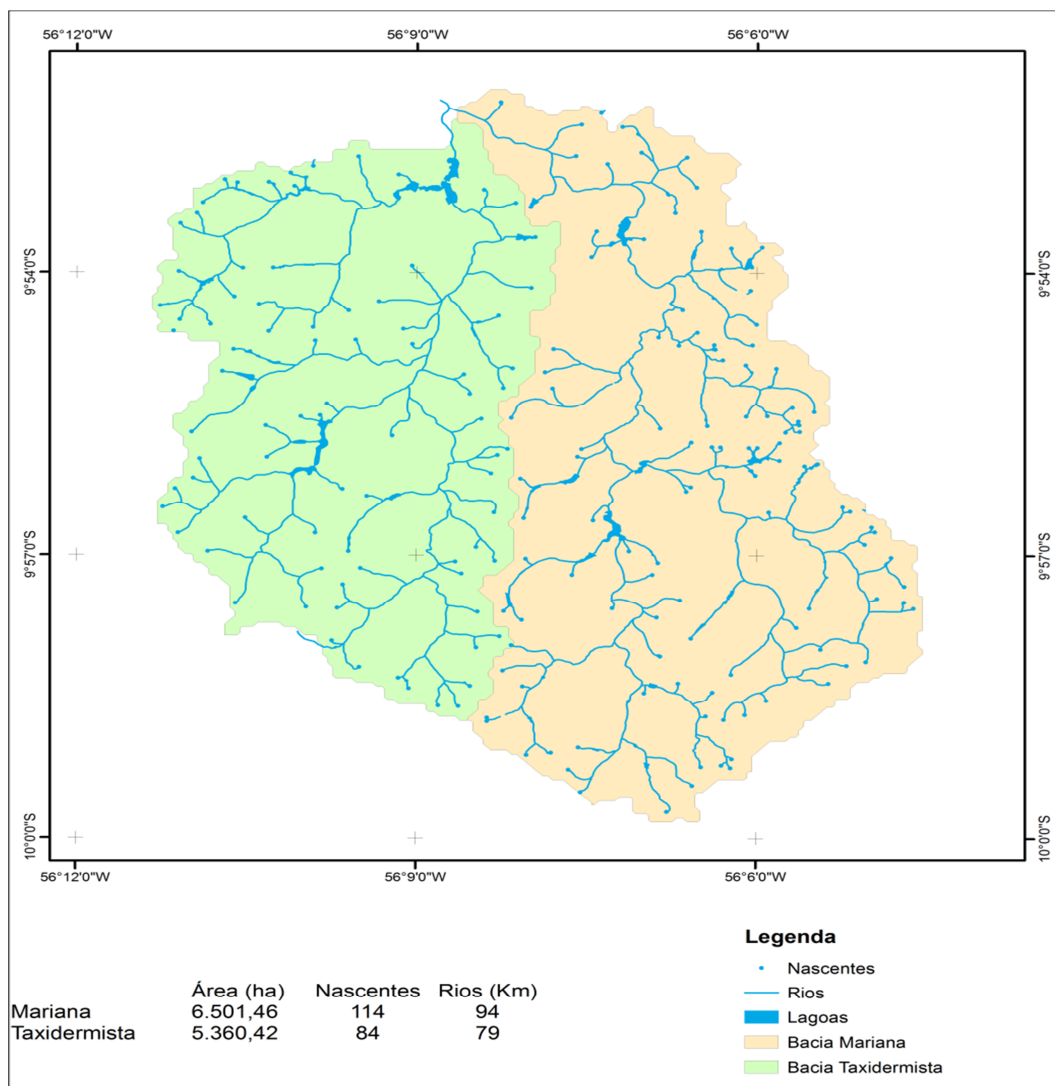 56°12'0"W 56°9'0"W 56°6'0"W
9°54'0"S 9°54'0"S
9°57'0"S 9°57'0"S
10°0'0"S 10°0'0"S
56°12'0"W 56°9'0"W 56°6'0"W
Legenda
Nascentes
Rios
Lagoas
Bacia Mariana
Bacia Taxidermista
Área (ha) Nascentes Rios (Km)
Mariana 6.501,46 114 94
Taxidermista 5.360,42 84 79